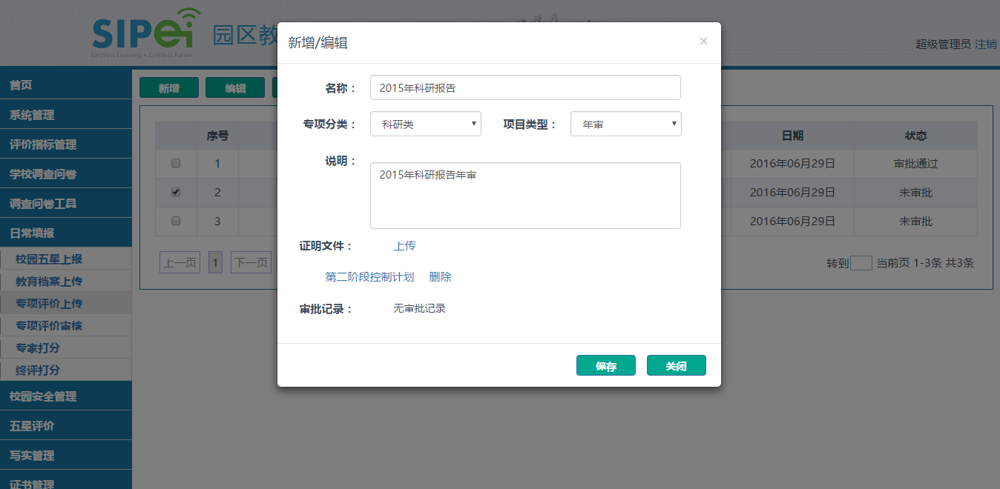 SIPEI
Limitless Learning · Limitless Future
园区教
学习
超级管理员 注销
首页
系统管理
评价指标管理
学校调查问卷
调查问卷工具
日常填报
校园五星上报
教育档案上传
专项评价上传
专项评价审核
专家打分
终评打分
校园安全管理
五星评价
写实管理
证书管理
新增 编辑
序号 日期 状态
1 2016年06月29日 审批通过
2 2016年06月29日 未审批
3 2016年06月29日 未审批
上一页 1 下一页 转到 当前页 1-3条 共3条
新增/编辑 ×
名称： 2015年科研报告
专项分类： 科研类 项目类型： 年审
说明： 2015年科研报告年审
证明文件： 上传
第二阶段控制计划 删除
审批记录： 无审批记录
保存 关闭